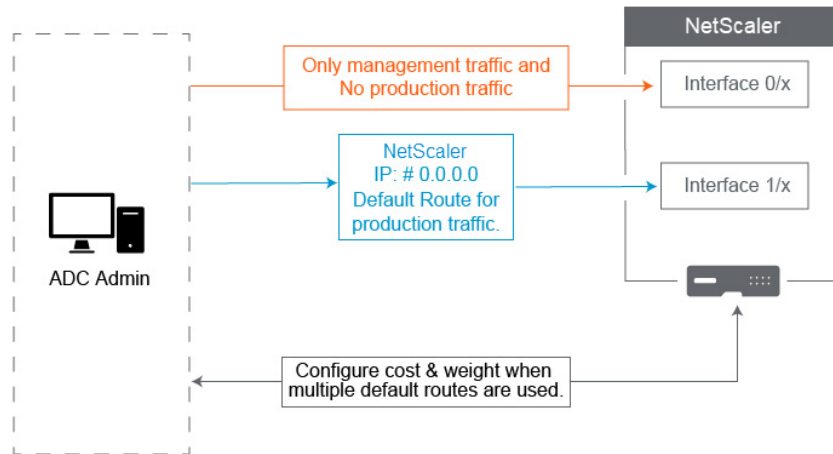 NetScaler
Only management traffic and
No production traffic
Interface 0/x
NetScaler
IP: # 0.0.0.0
Default Route for
production traffic.
Interface 1/x
ADC Admin
Configure cost & weight when
multiple default routes are used.